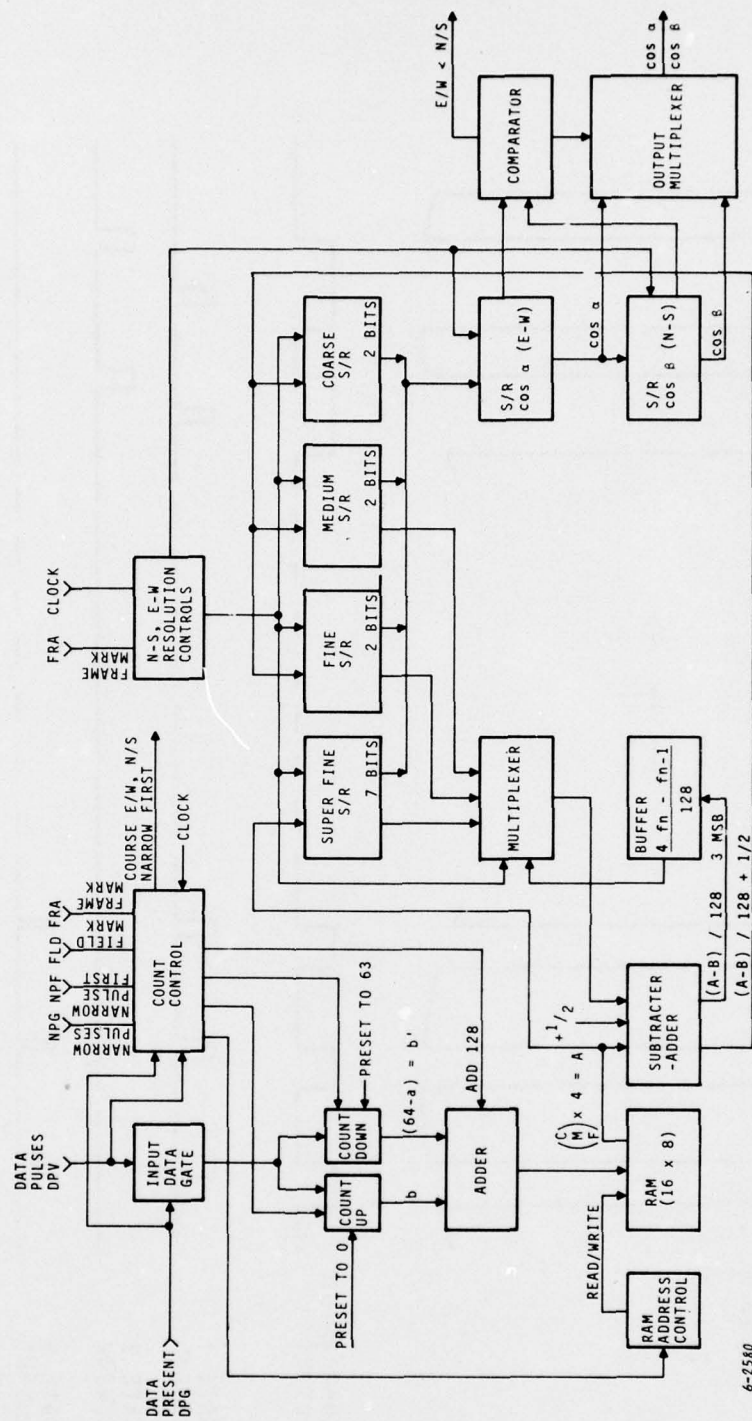 DATA
PRESENT
DPG
DATA
PULSES
DPV
INPUT
DATA
GATE
NPG
NARROW
PULSES
NPF
NARROW
PULSE
FIRST
FLD
FIELD
MARK
FRA
FRAME
MARK
COUNT
CONTROL
COURSE E/W, N/S
NARROW FIRST
CLOCK
PRESET TO 0
COUNT
UP
COUNT
DOWN
PRESET TO 63
b
(64-a) = b'
ADD 128
ADDER
RAM
ADDRESS
CONTROL
READ/WRITE
RAM
(16 x 8)
(C M F) x 4 = A
+1/2
SUBTRACTER
-ADDER
(A-B) / 128 3 MSB
(A-B) / 128 + 1/2
BUFFER
4 fn - fn-1
128
MULTIPLEXER
FRA
FRAME
MARK
CLOCK
N-S, E-W
RESOLUTION
CONTROLS
SUPER FINE
S/R
7 BITS
FINE
S/R
2 BITS
MEDIUM
S/R
2 BITS
COARSE
S/R
2 BITS
S/R
cos α (E-W)
cos α
S/R
cos β (N-S)
cos β
COMPARATOR
E/W < N/S
OUTPUT
MULTIPLEXER
cos α
cos β
6-2580